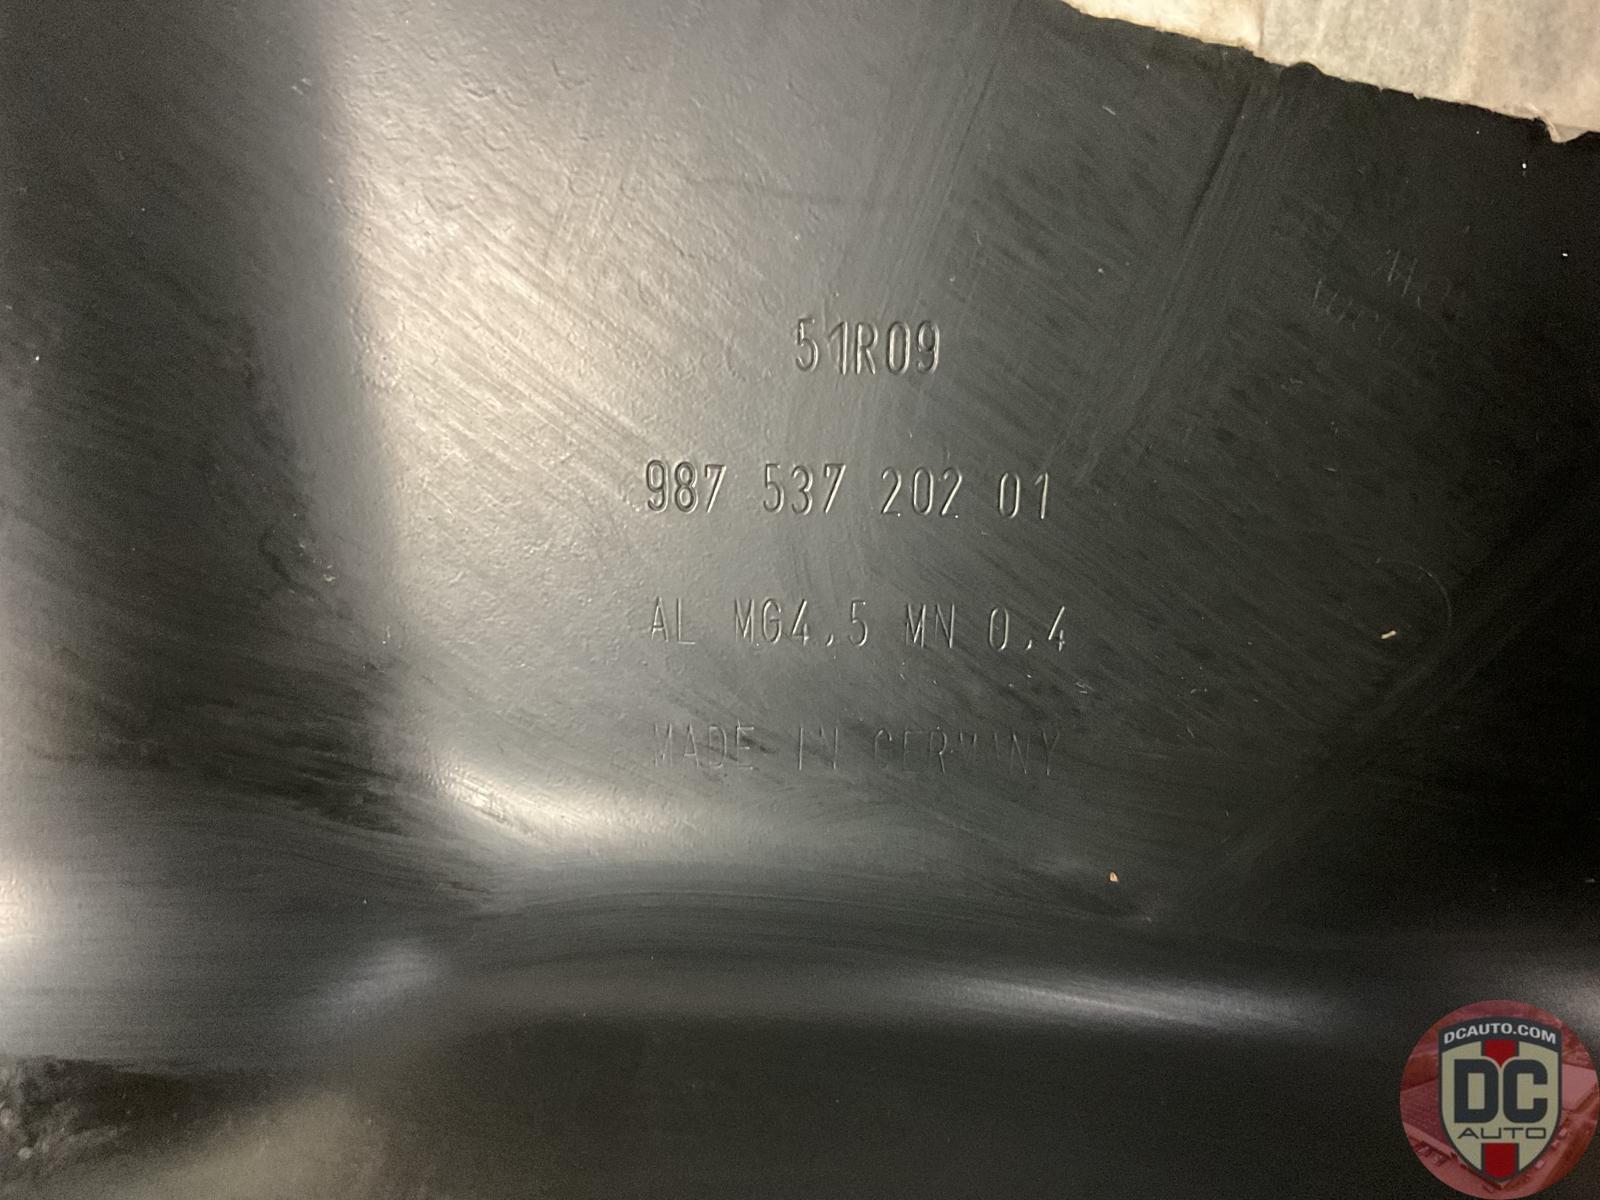 51R09
987 537 202 01
AL MG4.5 MN 0.4
MADE IN GERMANY
DCAUTO.COM
DC
AUTO